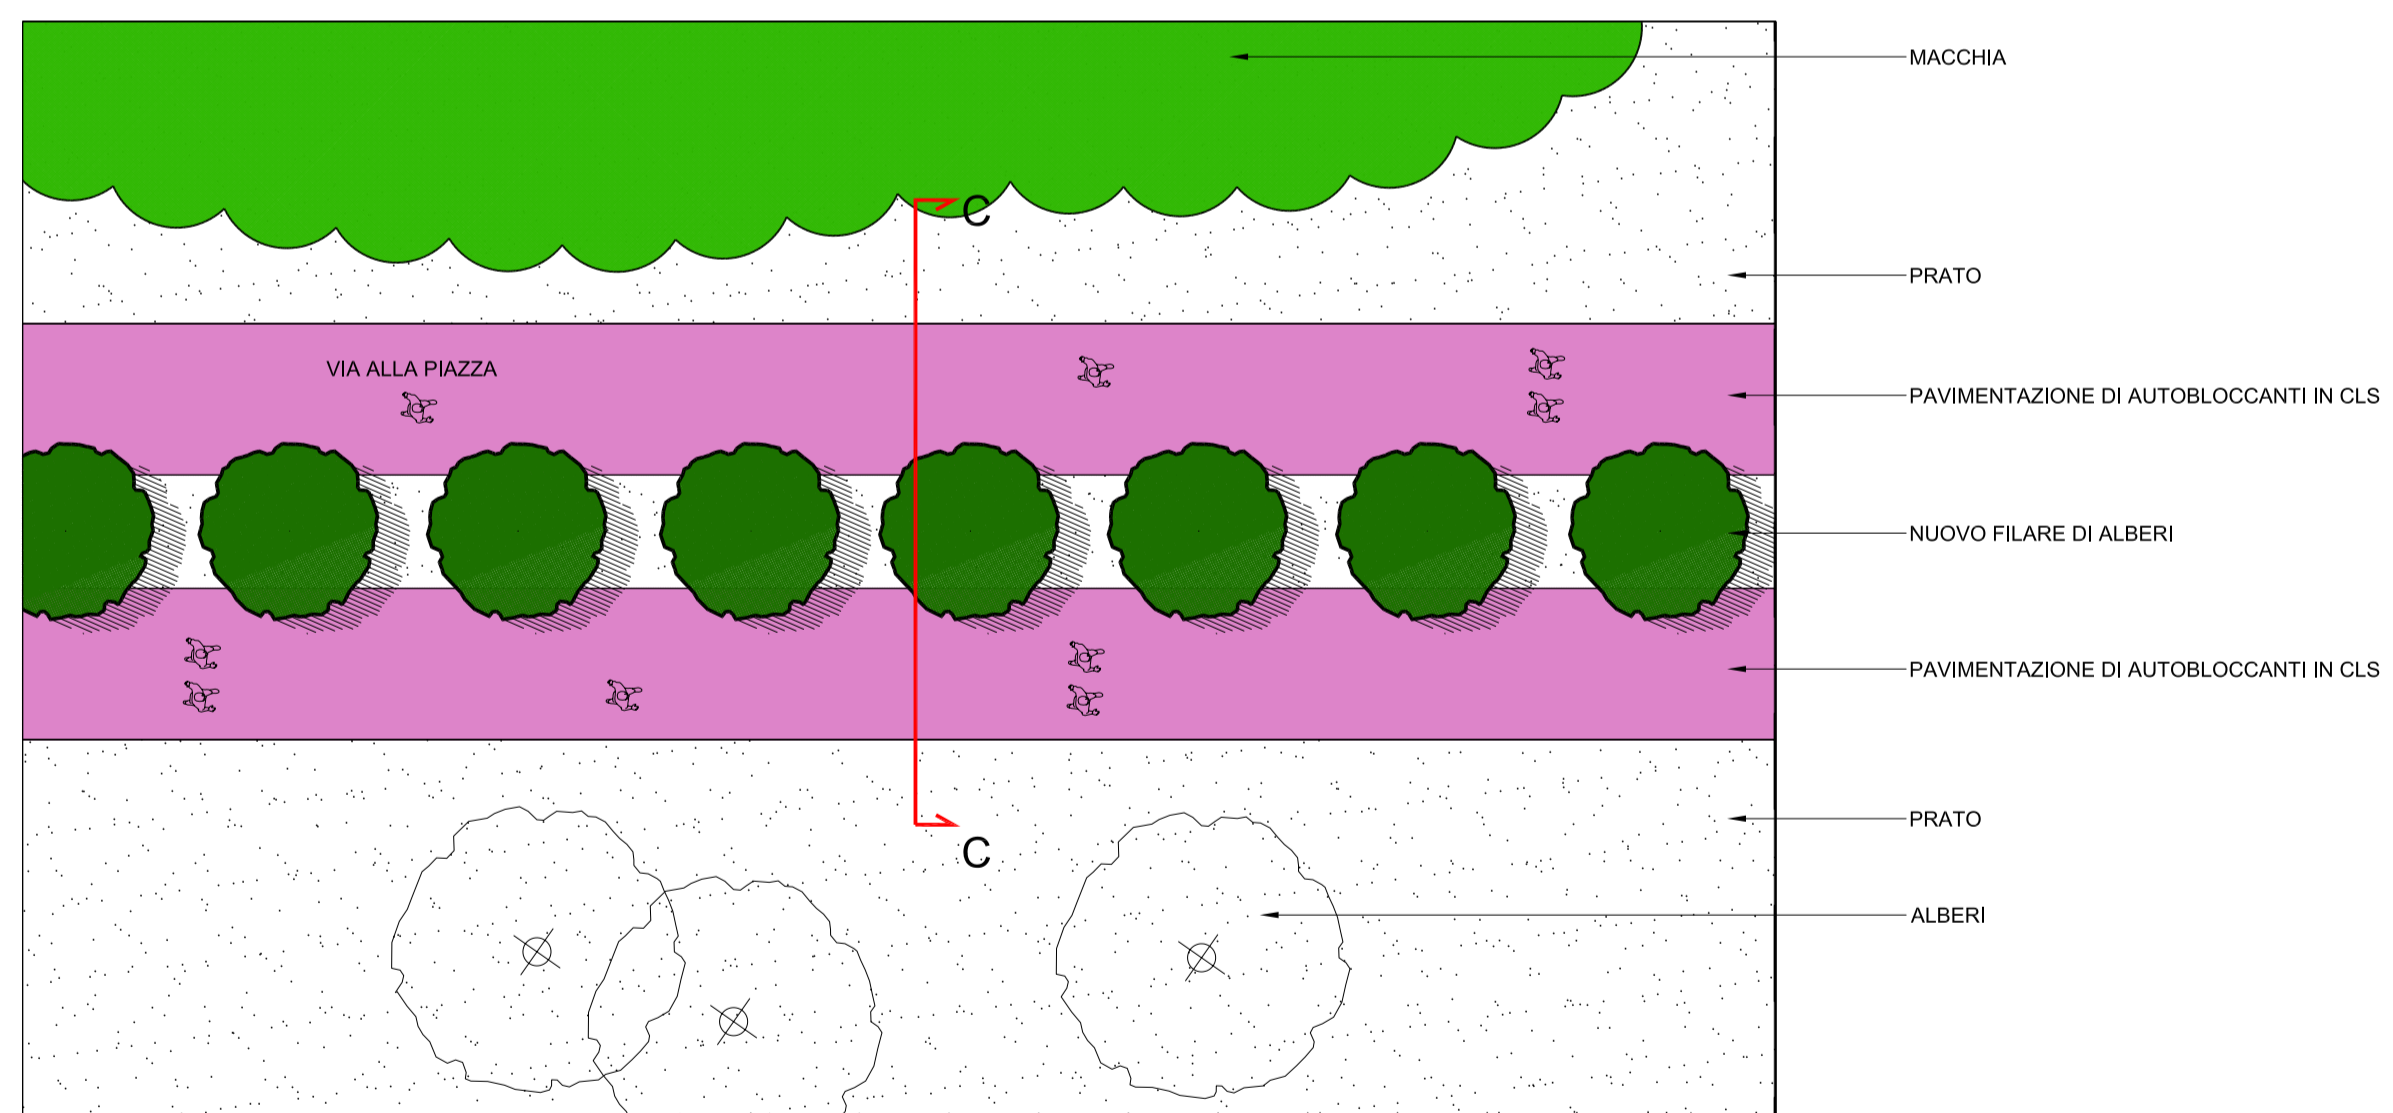 MACCHIA
C
PRATO
VIA ALLA PIAZZA
PAVIMENTAZIONE DI AUTOBLOCCANTI IN CLS
NUOVO FILARE DI ALBERI
PAVIMENTAZIONE DI AUTOBLOCCANTI IN CLS
PRATO
C
ALBERI